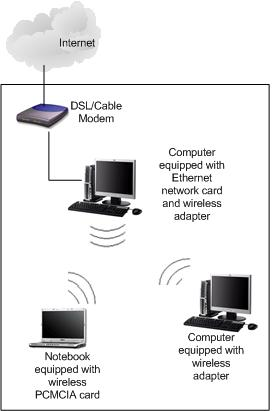 Internet
DSL/Cable
Modem
Computer
equipped with
Ethernet
network card
and wireless
adapter
Notebook
equipped with
wireless
PCMCIA card
Computer
equipped with
wireless
adapter